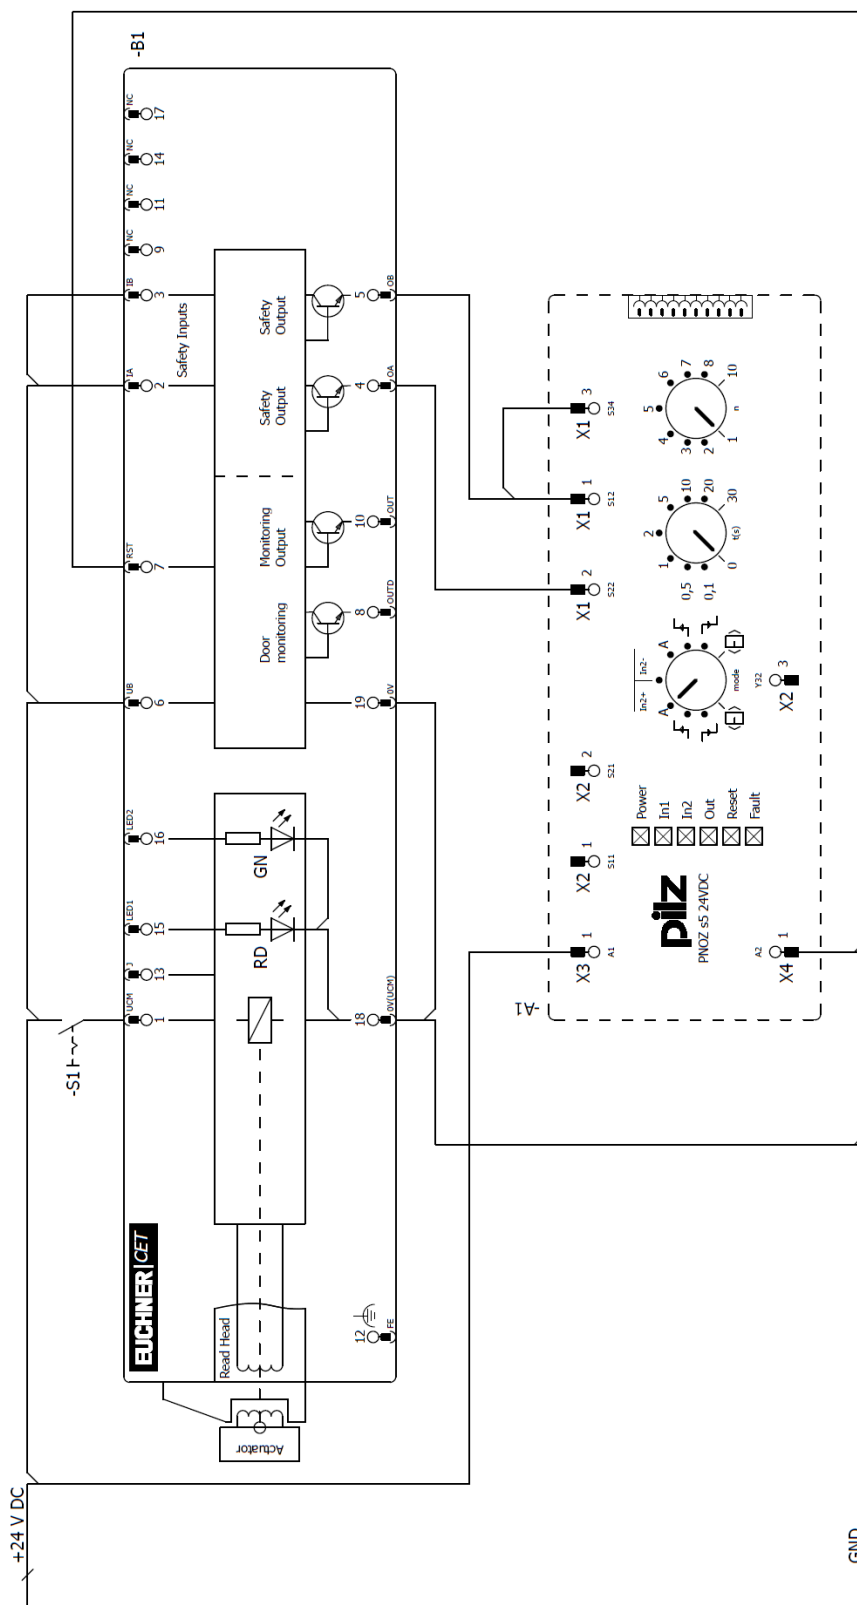 -B1
NC
17
NC
14
NC
11
NC
9
IB
3
Safety Inputs
IA
2
RST
7
UB
6
LED2
16
LED1
15
J
13
UCM
1
-S1
Safety
Output
5
OB
Safety
Output
4
OA
Monitoring
Output
10
OUT
Door
monitoring
8
OUTD
19
0V
GN
RD
18
0V(UCM)
EUCHNER CET
Read Head
Actuator
12
FE
+24 V DC
GND
-A1
X1
3
S34
X1
1
S12
X1
2
S22
X2
2
S21
X2
1
S11
X3
1
A1
1
2
3
4
5
6
7
8
10
n
0
0,1
0,5
1
2
5
10
20
30
t(s)
In2+
In2-
A
A
mode
Y32
X2
3
Power
In1
In2
Out
Reset
Fault
pilz
PNOZ s5 24VDC
A2
X4
1